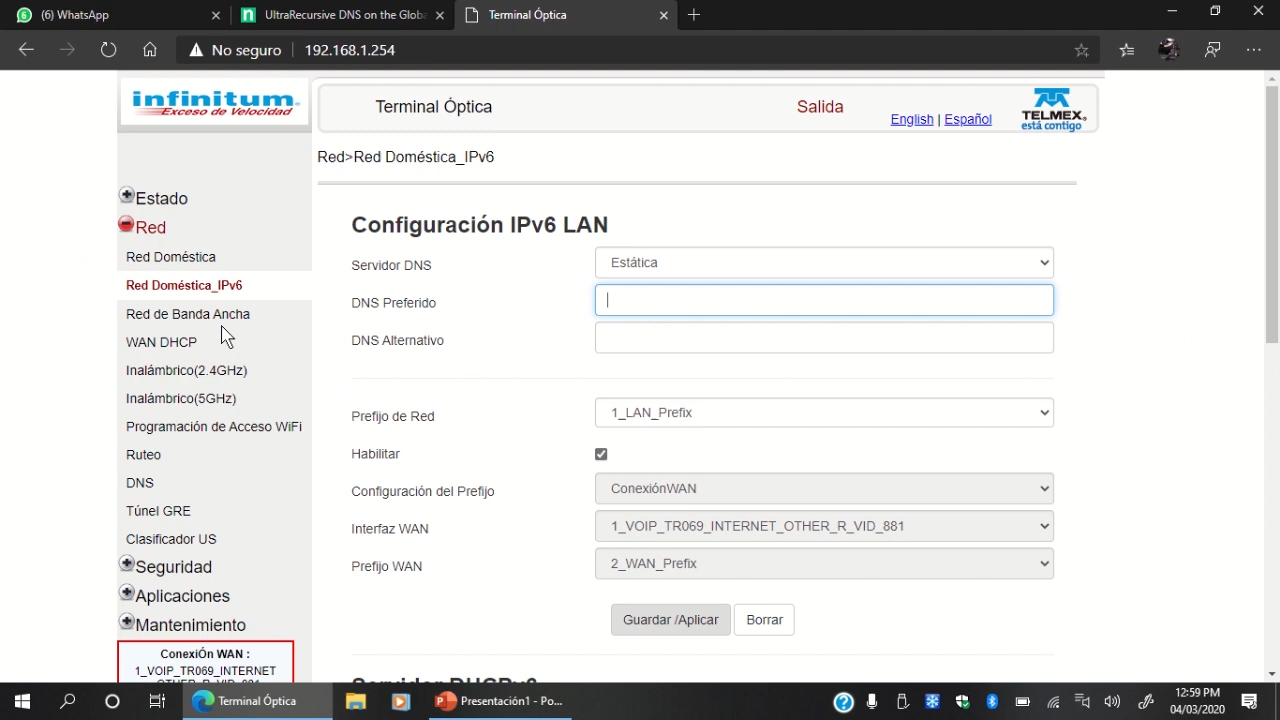 (6) WhatsApp
UltraRecursive DNS on the Globa
Terminal Óptica
No seguro
192.168.1.254
infinitum
Exceso de Velocidad
Terminal Óptica
Salida
English | Español
TELMEX
está contigo
Red>Red Doméstica_IPv6
Estado
Red
Red Doméstica
Red Doméstica_IPv6
Red de Banda Ancha
WAN DHCP
Inalámbrico(2.4GHz)
Inalámbrico(5GHz)
Programación de Acceso WiFi
Ruteo
DNS
Túnel GRE
Clasificador US
Seguridad
Aplicaciones
Mantenimiento
ConexiÓn WAN :
1_VOIP_TR069_INTERNET
_OTHER_R_VID_881
Configuración IPv6 LAN
Servidor DNS
Estática
DNS Preferido
DNS Alternativo
Prefijo de Red
1_LAN_Prefix
Habilitar
Configuración del Prefijo
ConexiónWAN
Interfaz WAN
1_VOIP_TR069_INTERNET_OTHER_R_VID_881
Prefijo WAN
2_WAN_Prefix
Guardar /Aplicar
Borrar
Servidor DHCPv6
Terminal Óptica
Presentación1 - Po...
12:59 PM
04/03/2020